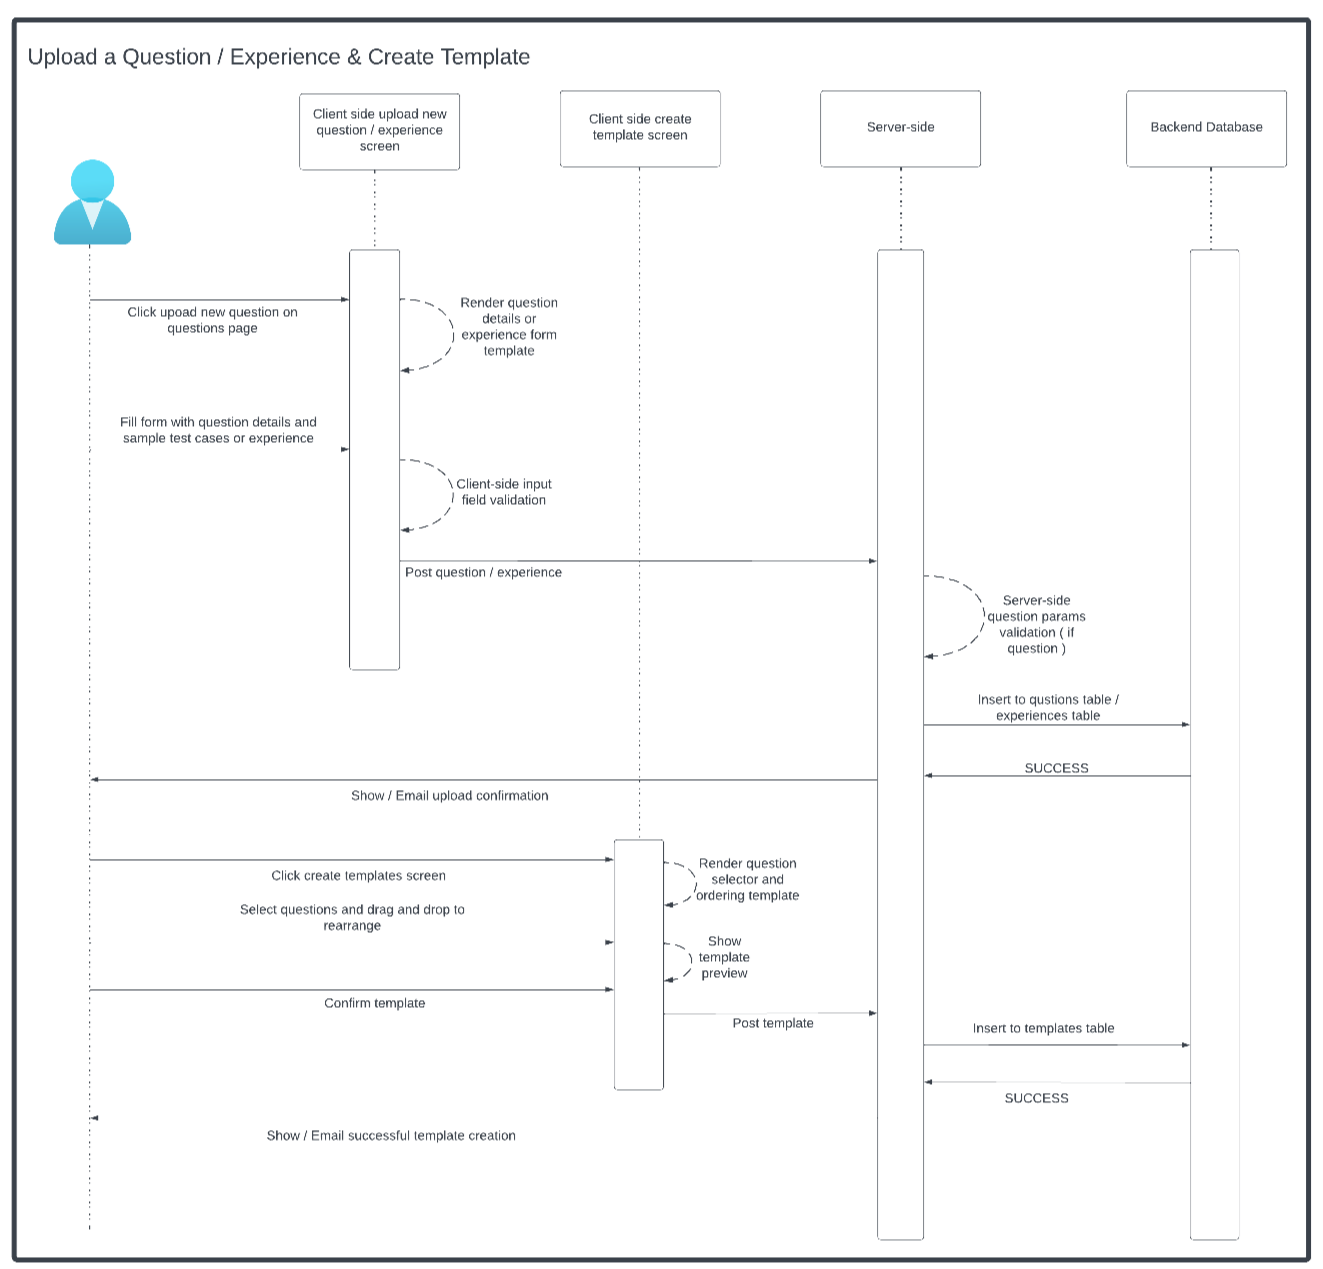 Upload a Question / Experience & Create Template
Client side upload new
question / experience
screen
Client side create
template screen
Server-side
Backend Database
Click upoad new question on
questions page
Render question
details or
experience form
template
Fill form with question details and
sample test cases or experience
Client-side input
field validation
Post question / experience
Server-side
question params
validation ( if
question )
Insert to qustions table /
experiences table
SUCCESS
Show / Email upload confirmation
Click create templates screen
Render question
selector and
ordering template
Select questions and drag and drop to
rearrange
Show
template
preview
Confirm template
Post template
Insert to templates table
SUCCESS
Show / Email successful template creation